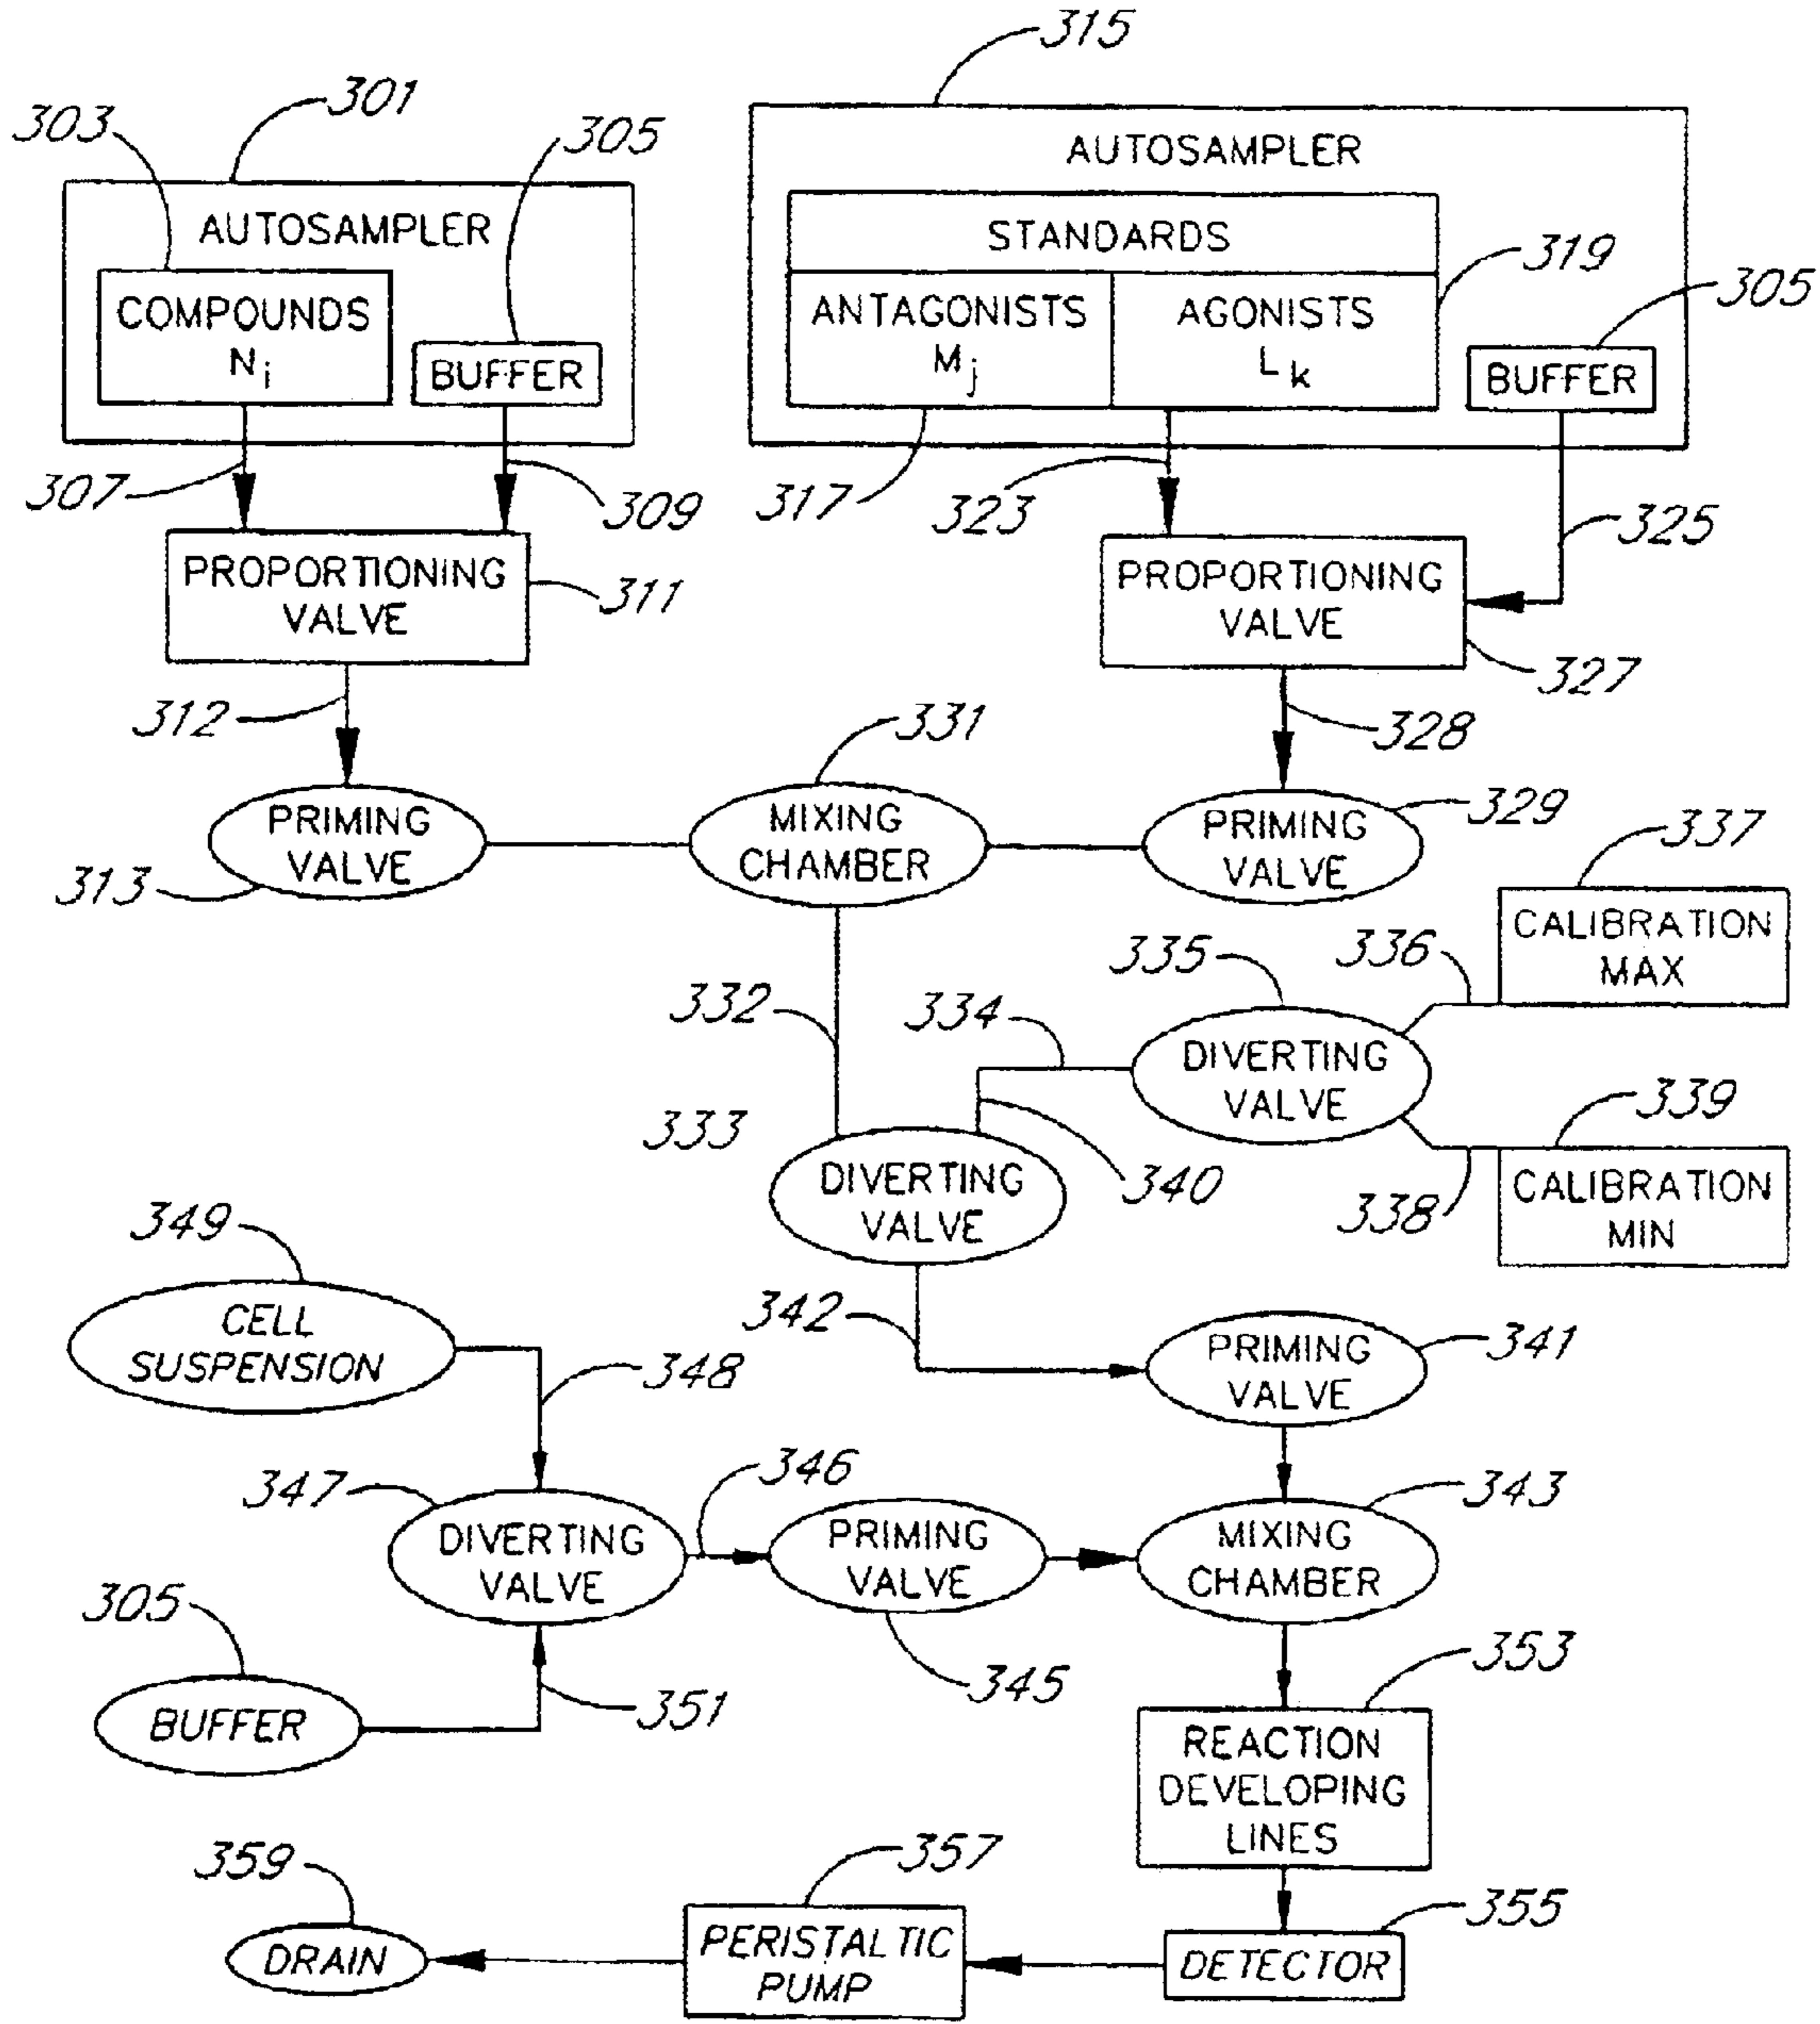 315
301
303
305
AUTOSAMPLER
AUTOSAMPLER
STANDARDS
319
COMPOUNDS
Ni
BUFFER
ANTAGONISTS
Mj
AGONISTS
Lk
305
BUFFER
307
309
317
323
325
PROPORTIONING
VALVE
311
PROPORTIONING
VALVE
327
312
331
328
PRIMING
VALVE
313
MIXING
CHAMBER
PRIMING
VALVE
329
337
CALIBRATION
MAX
336
335
334
332
DIVERTING
VALVE
333
339
340
338
CALIBRATION
MIN
DIVERTING
VALVE
349
CELL
SUSPENSION
348
342
PRIMING
VALVE
341
347
346
343
DIVERTING
VALVE
PRIMING
VALVE
MIXING
CHAMBER
305
BUFFER
351
345
353
REACTION
DEVELOPING
LINES
359
357
355
DRAIN
PERISTALTIC
PUMP
DETECTOR